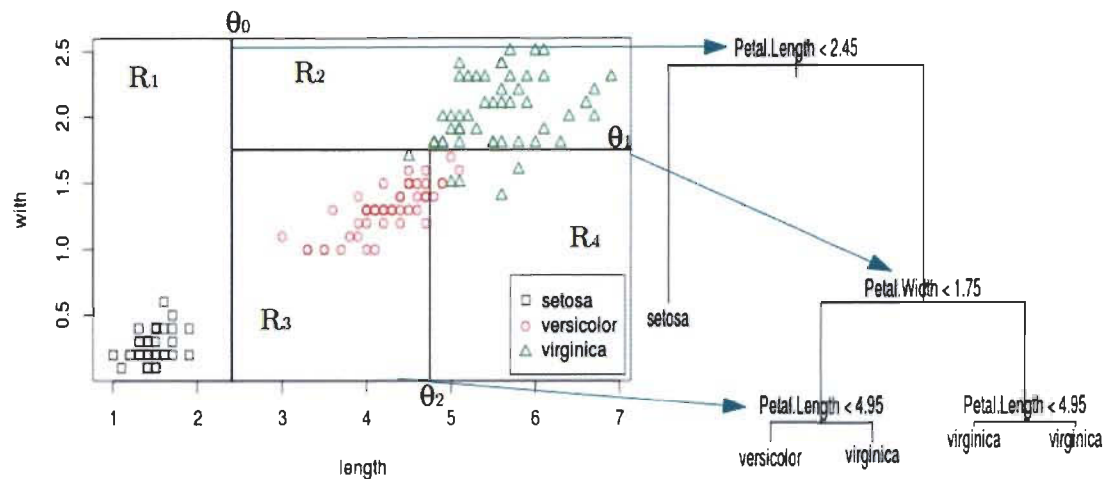 θ0
2.5
2.0
1.5
1.0
0.5
with
R1
R2
R3
R4
θ1
θ2
setosa
versicolor
virginica
1 2 3 4 5 6 7
length
Petal.Length < 2.45
setosa
Petal.Width < 1.75
Petal.Length < 4.95
Petal.Length < 4.95
versicolor
virginica
virginica
virginica